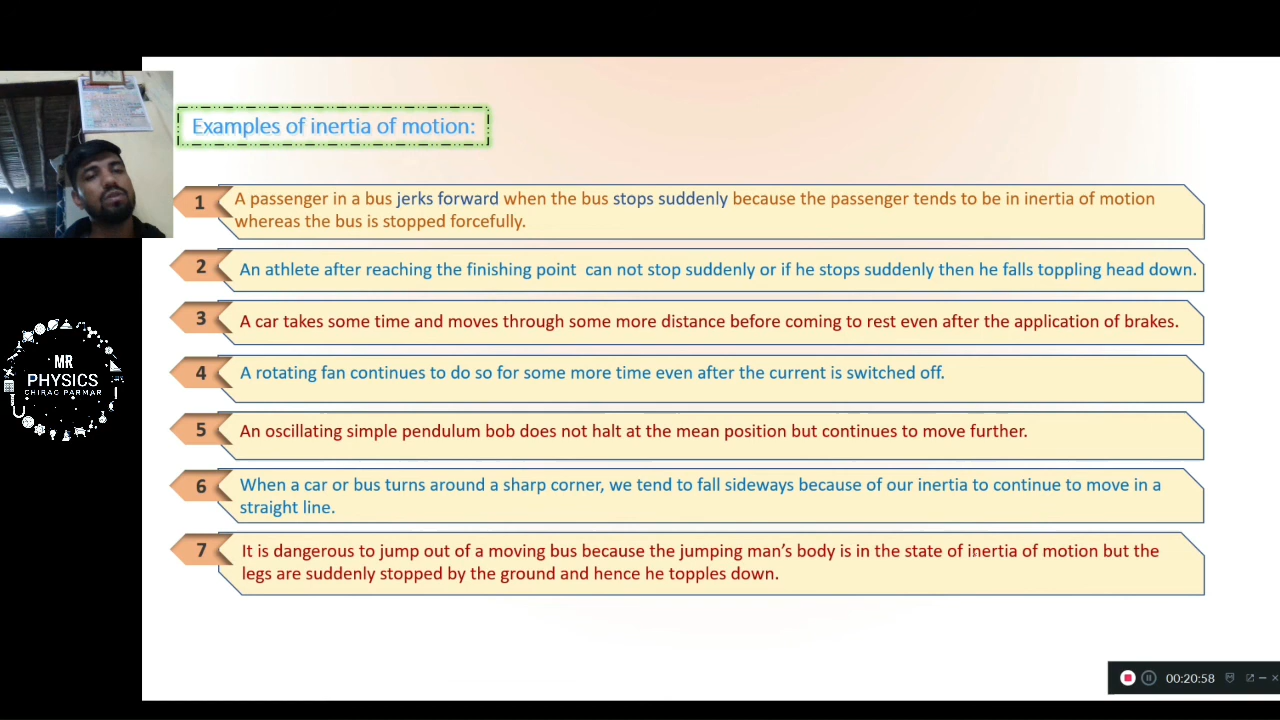 Examples of inertia of motion:
1
A passenger in a bus jerks forward when the bus stops suddenly because the passenger tends to be in inertia of motion
whereas the bus is stopped forcefully.
2
An athlete after reaching the finishing point can not stop suddenly or if he stops suddenly then he falls toppling head down.
3
A car takes some time and moves through some more distance before coming to rest even after the application of brakes.
4
A rotating fan continues to do so for some more time even after the current is switched off.
5
An oscillating simple pendulum bob does not halt at the mean position but continues to move further.
6
When a car or bus turns around a sharp corner, we tend to fall sideways because of our inertia to continue to move in a
straight line.
7
It is dangerous to jump out of a moving bus because the jumping man's body is in the state of inertia of motion but the
legs are suddenly stopped by the ground and hence he topples down.
MR
PHYSICS
CHIRAG PARMAR
00:20:58